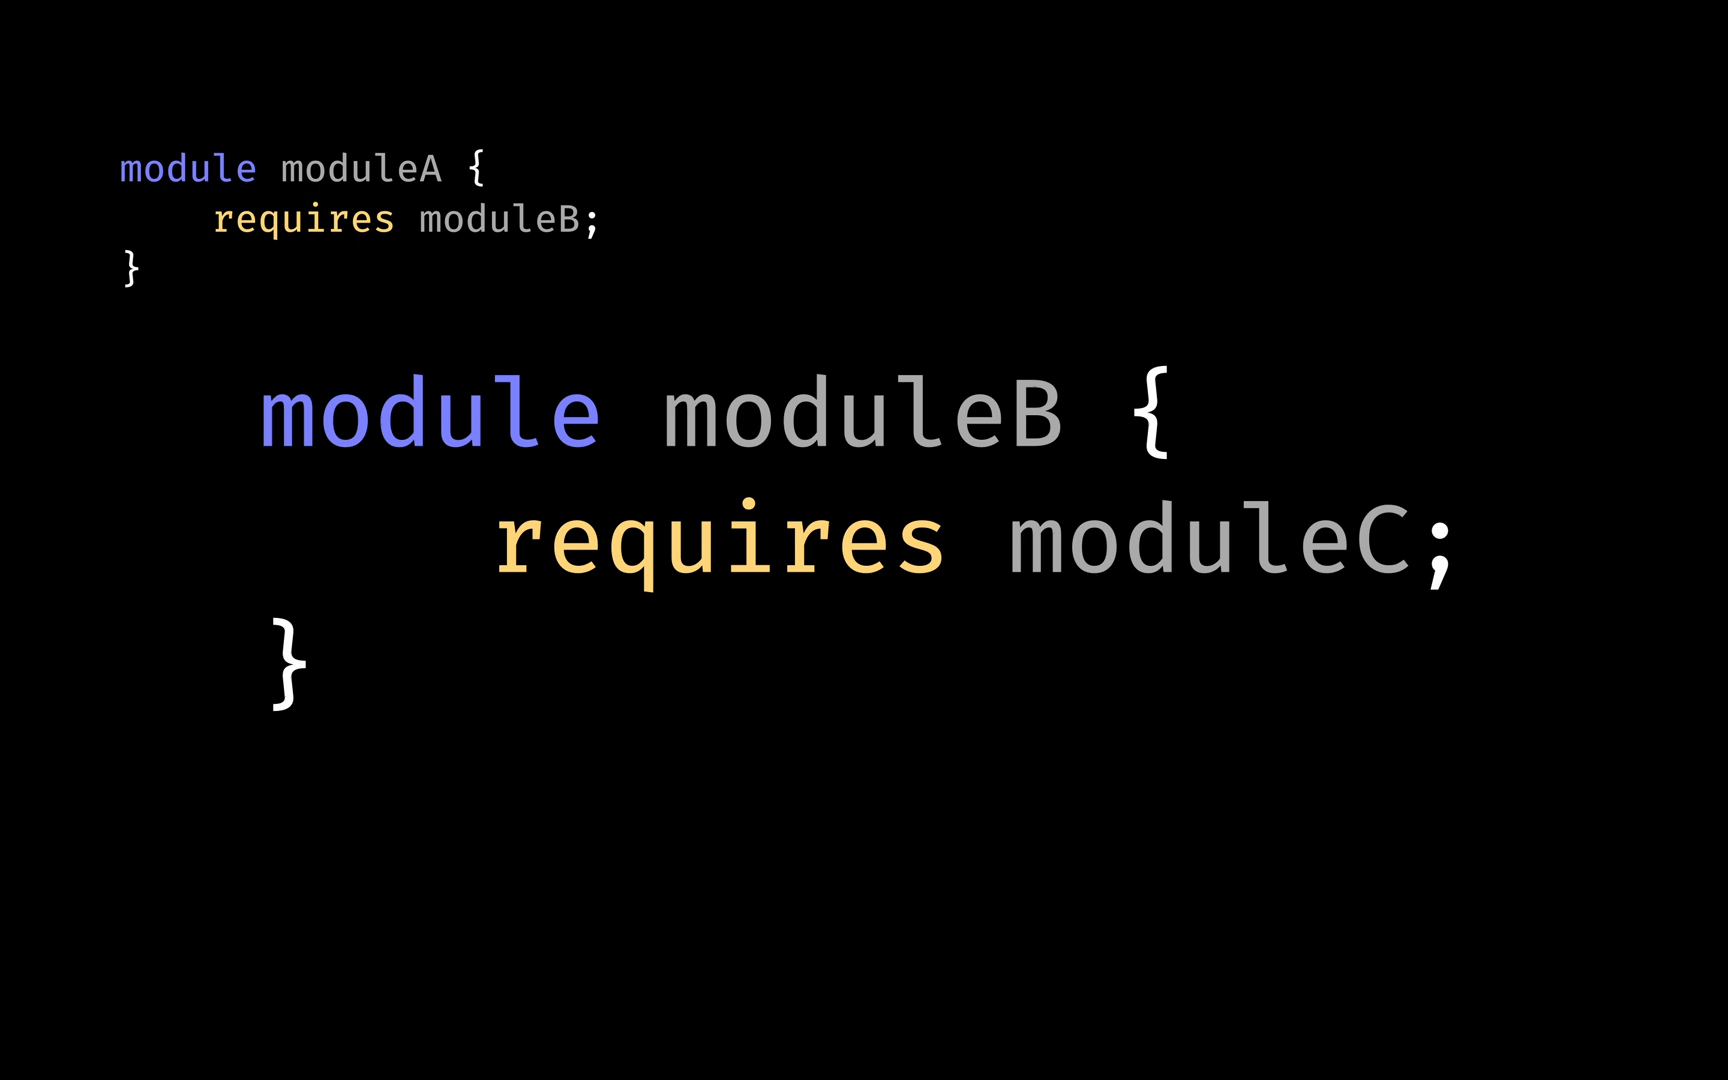 module moduleA {
    requires moduleB;
}
module moduleB {
    requires moduleC;
}